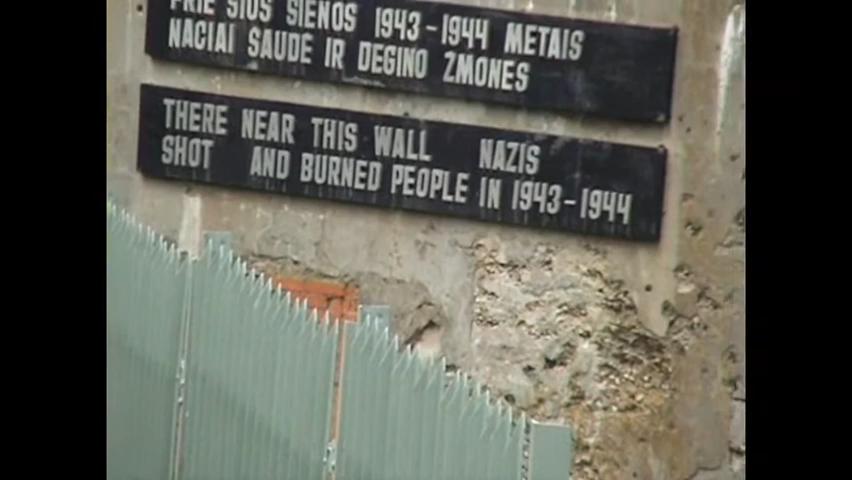 PRIE ŠIOS SIENOS 1943-1944 METAIS
NACIAI ŠAUDĖ IR DEGINO ŽMONES
THERE NEAR THIS WALL NAZIS
SHOT AND BURNED PEOPLE IN 1943-1944